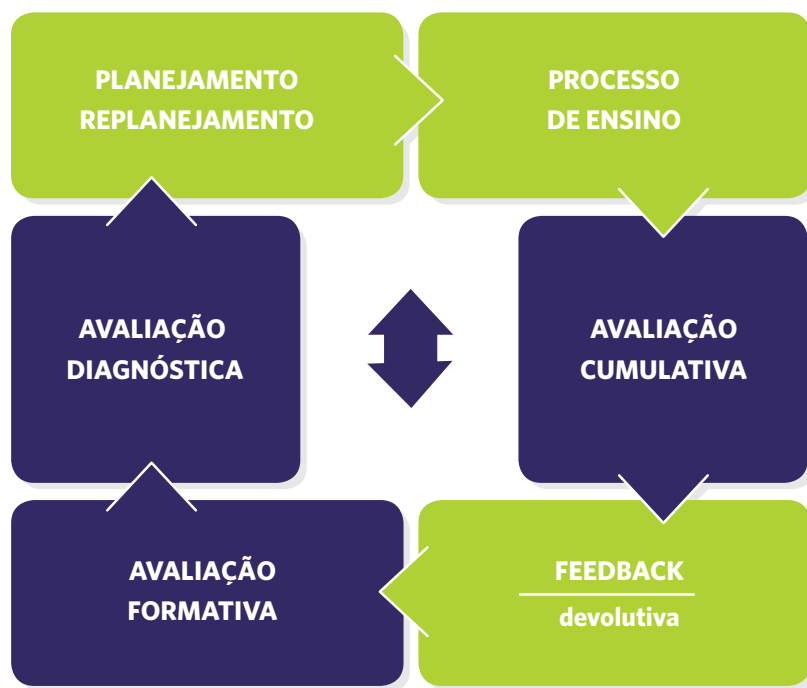 PLANEJAMENTO
REPLANEJAMENTO
PROCESSO
DE ENSINO
AVALIAÇÃO
DIAGNÓSTICA
AVALIAÇÃO
CUMULATIVA
AVALIAÇÃO
FORMATIVA
FEEDBACK
devolutiva